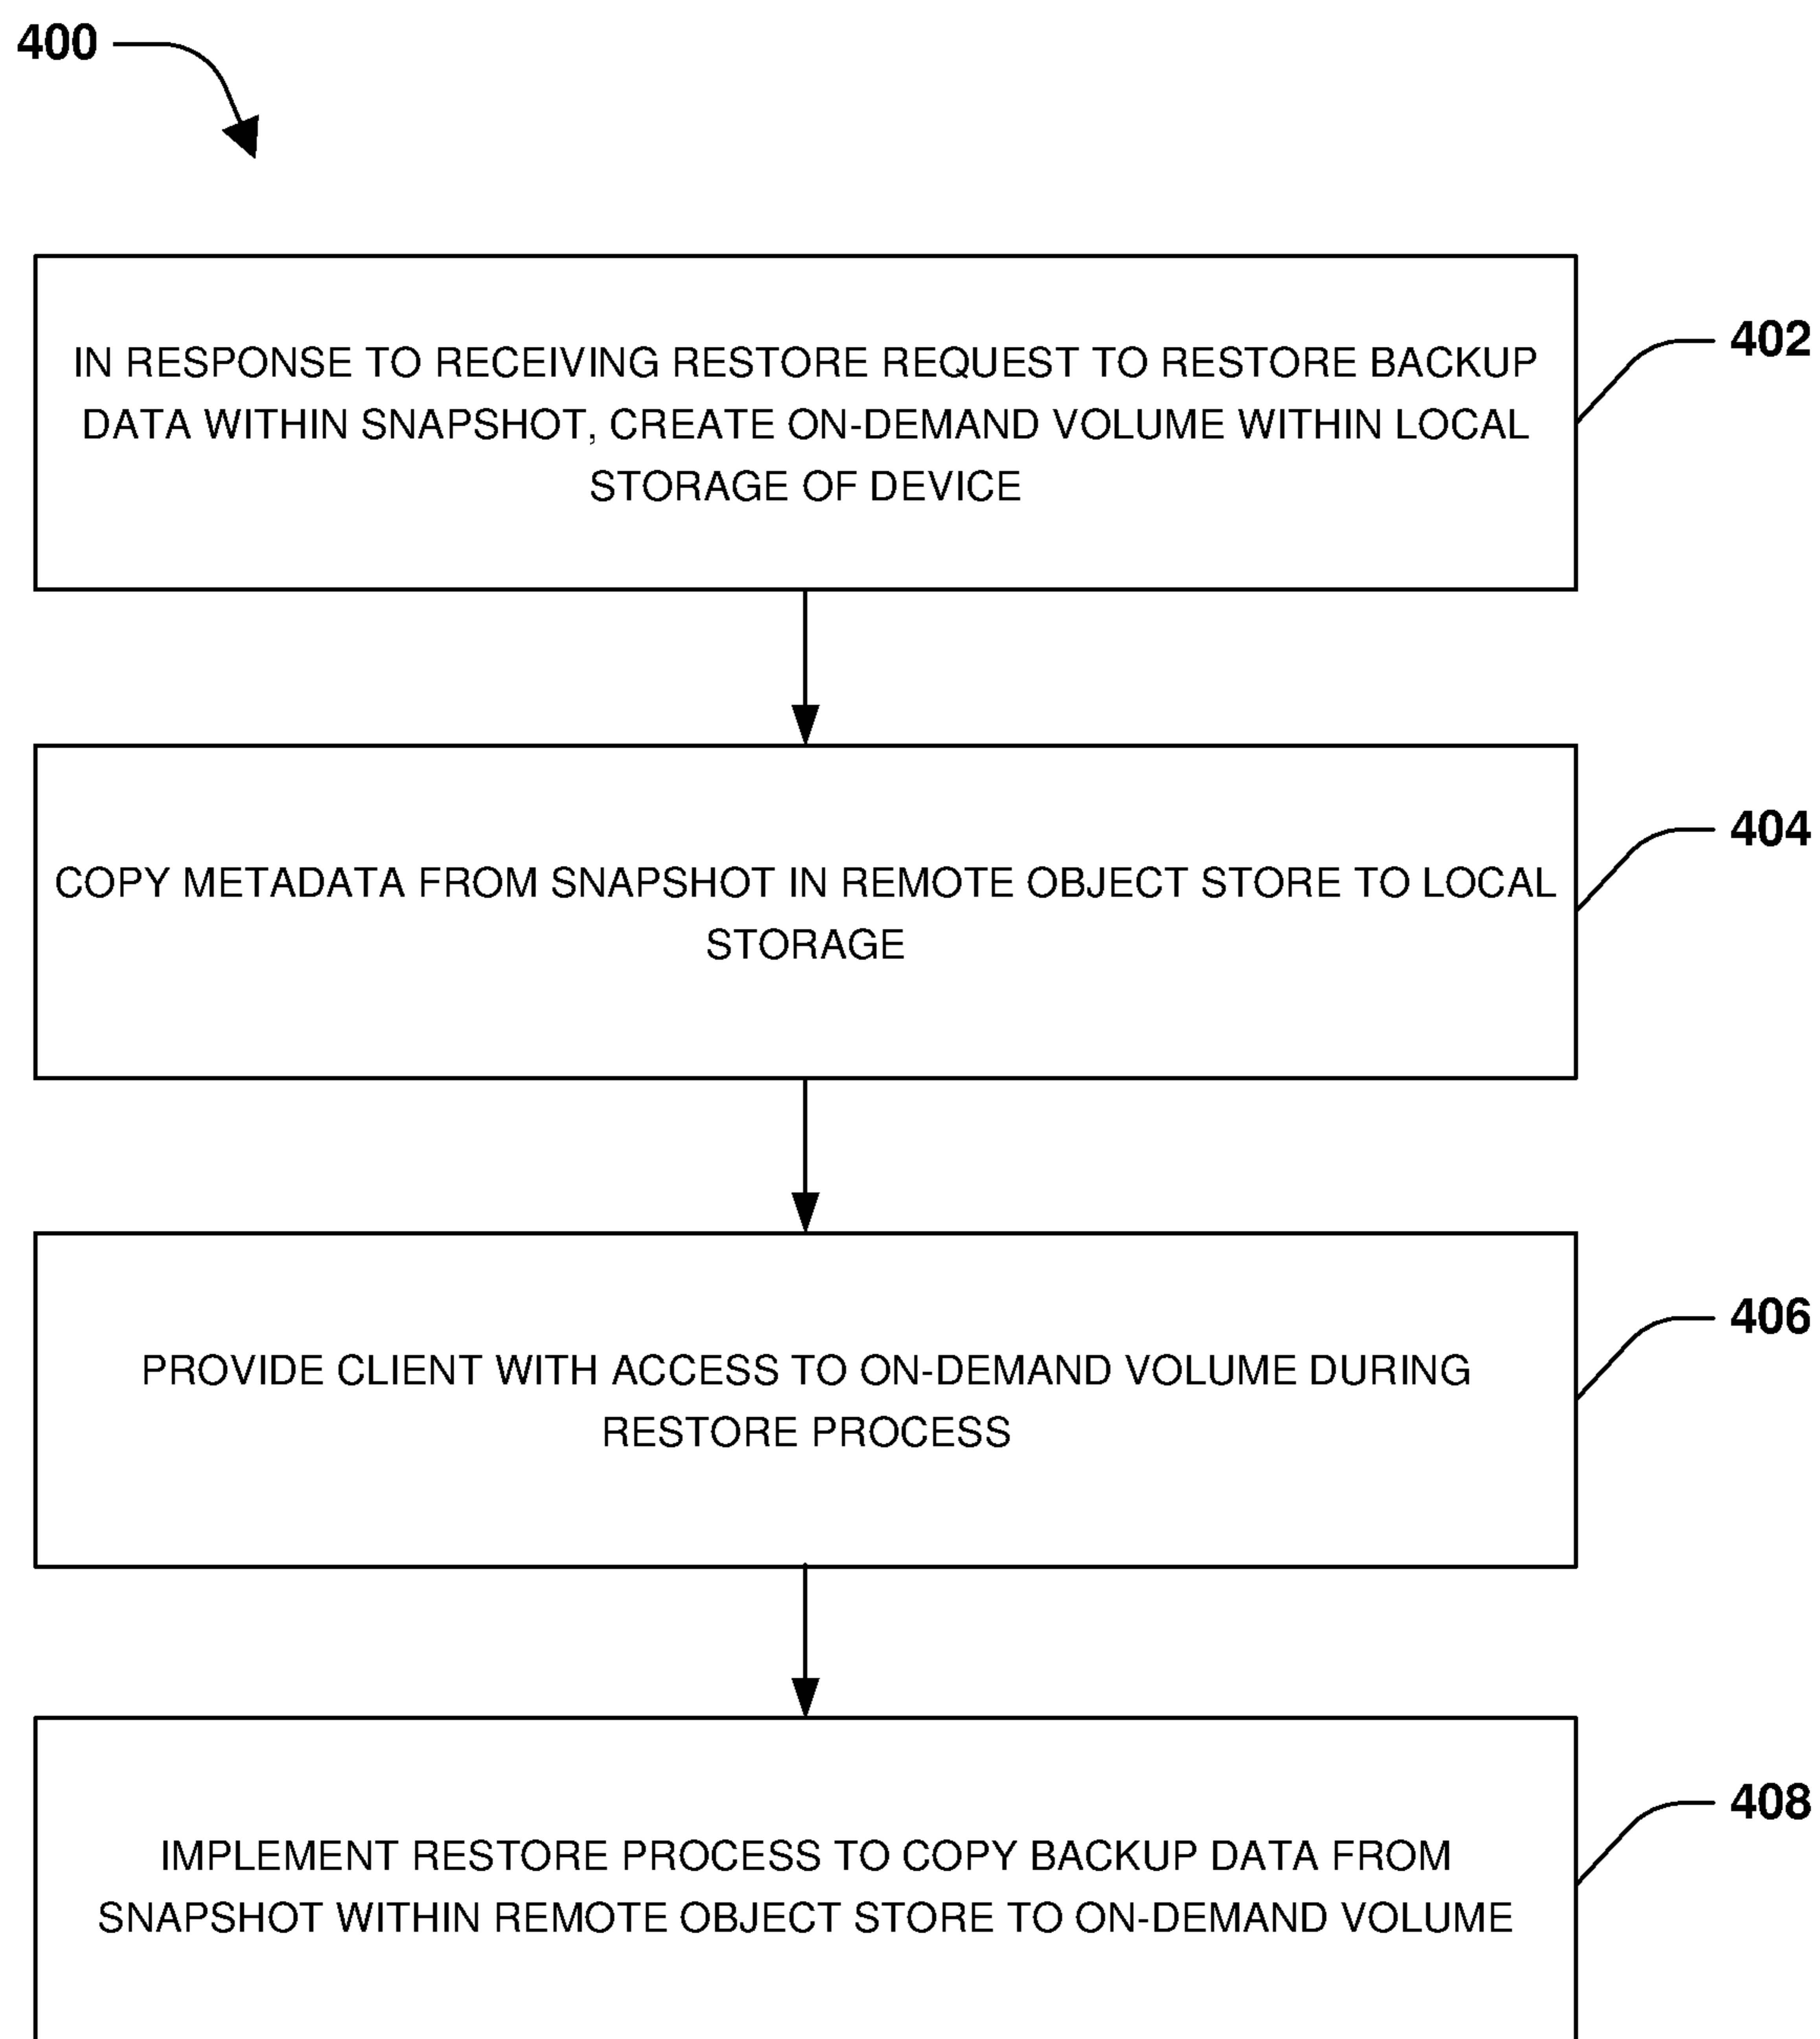 400
IN RESPONSE TO RECEIVING RESTORE REQUEST TO RESTORE BACKUP
DATA WITHIN SNAPSHOT, CREATE ON-DEMAND VOLUME WITHIN LOCAL
STORAGE OF DEVICE
402
COPY METADATA FROM SNAPSHOT IN REMOTE OBJECT STORE TO LOCAL
STORAGE
404
PROVIDE CLIENT WITH ACCESS TO ON-DEMAND VOLUME DURING
RESTORE PROCESS
406
IMPLEMENT RESTORE PROCESS TO COPY BACKUP DATA FROM
SNAPSHOT WITHIN REMOTE OBJECT STORE TO ON-DEMAND VOLUME
408